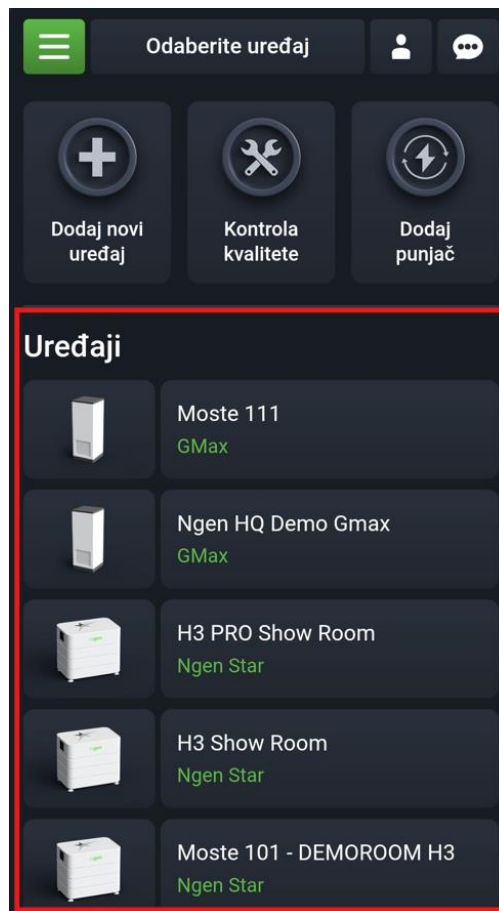 Odaberite uređaj
Dodaj novi
uređaj
Kontrola
kvalitete
Dodaj
punjač
Uređaji
Moste 111
GMax
Ngen HQ Demo Gmax
GMax
H3 PRO Show Room
Ngen Star
H3 Show Room
Ngen Star
Moste 101 - DEMOROOM H3
Ngen Star